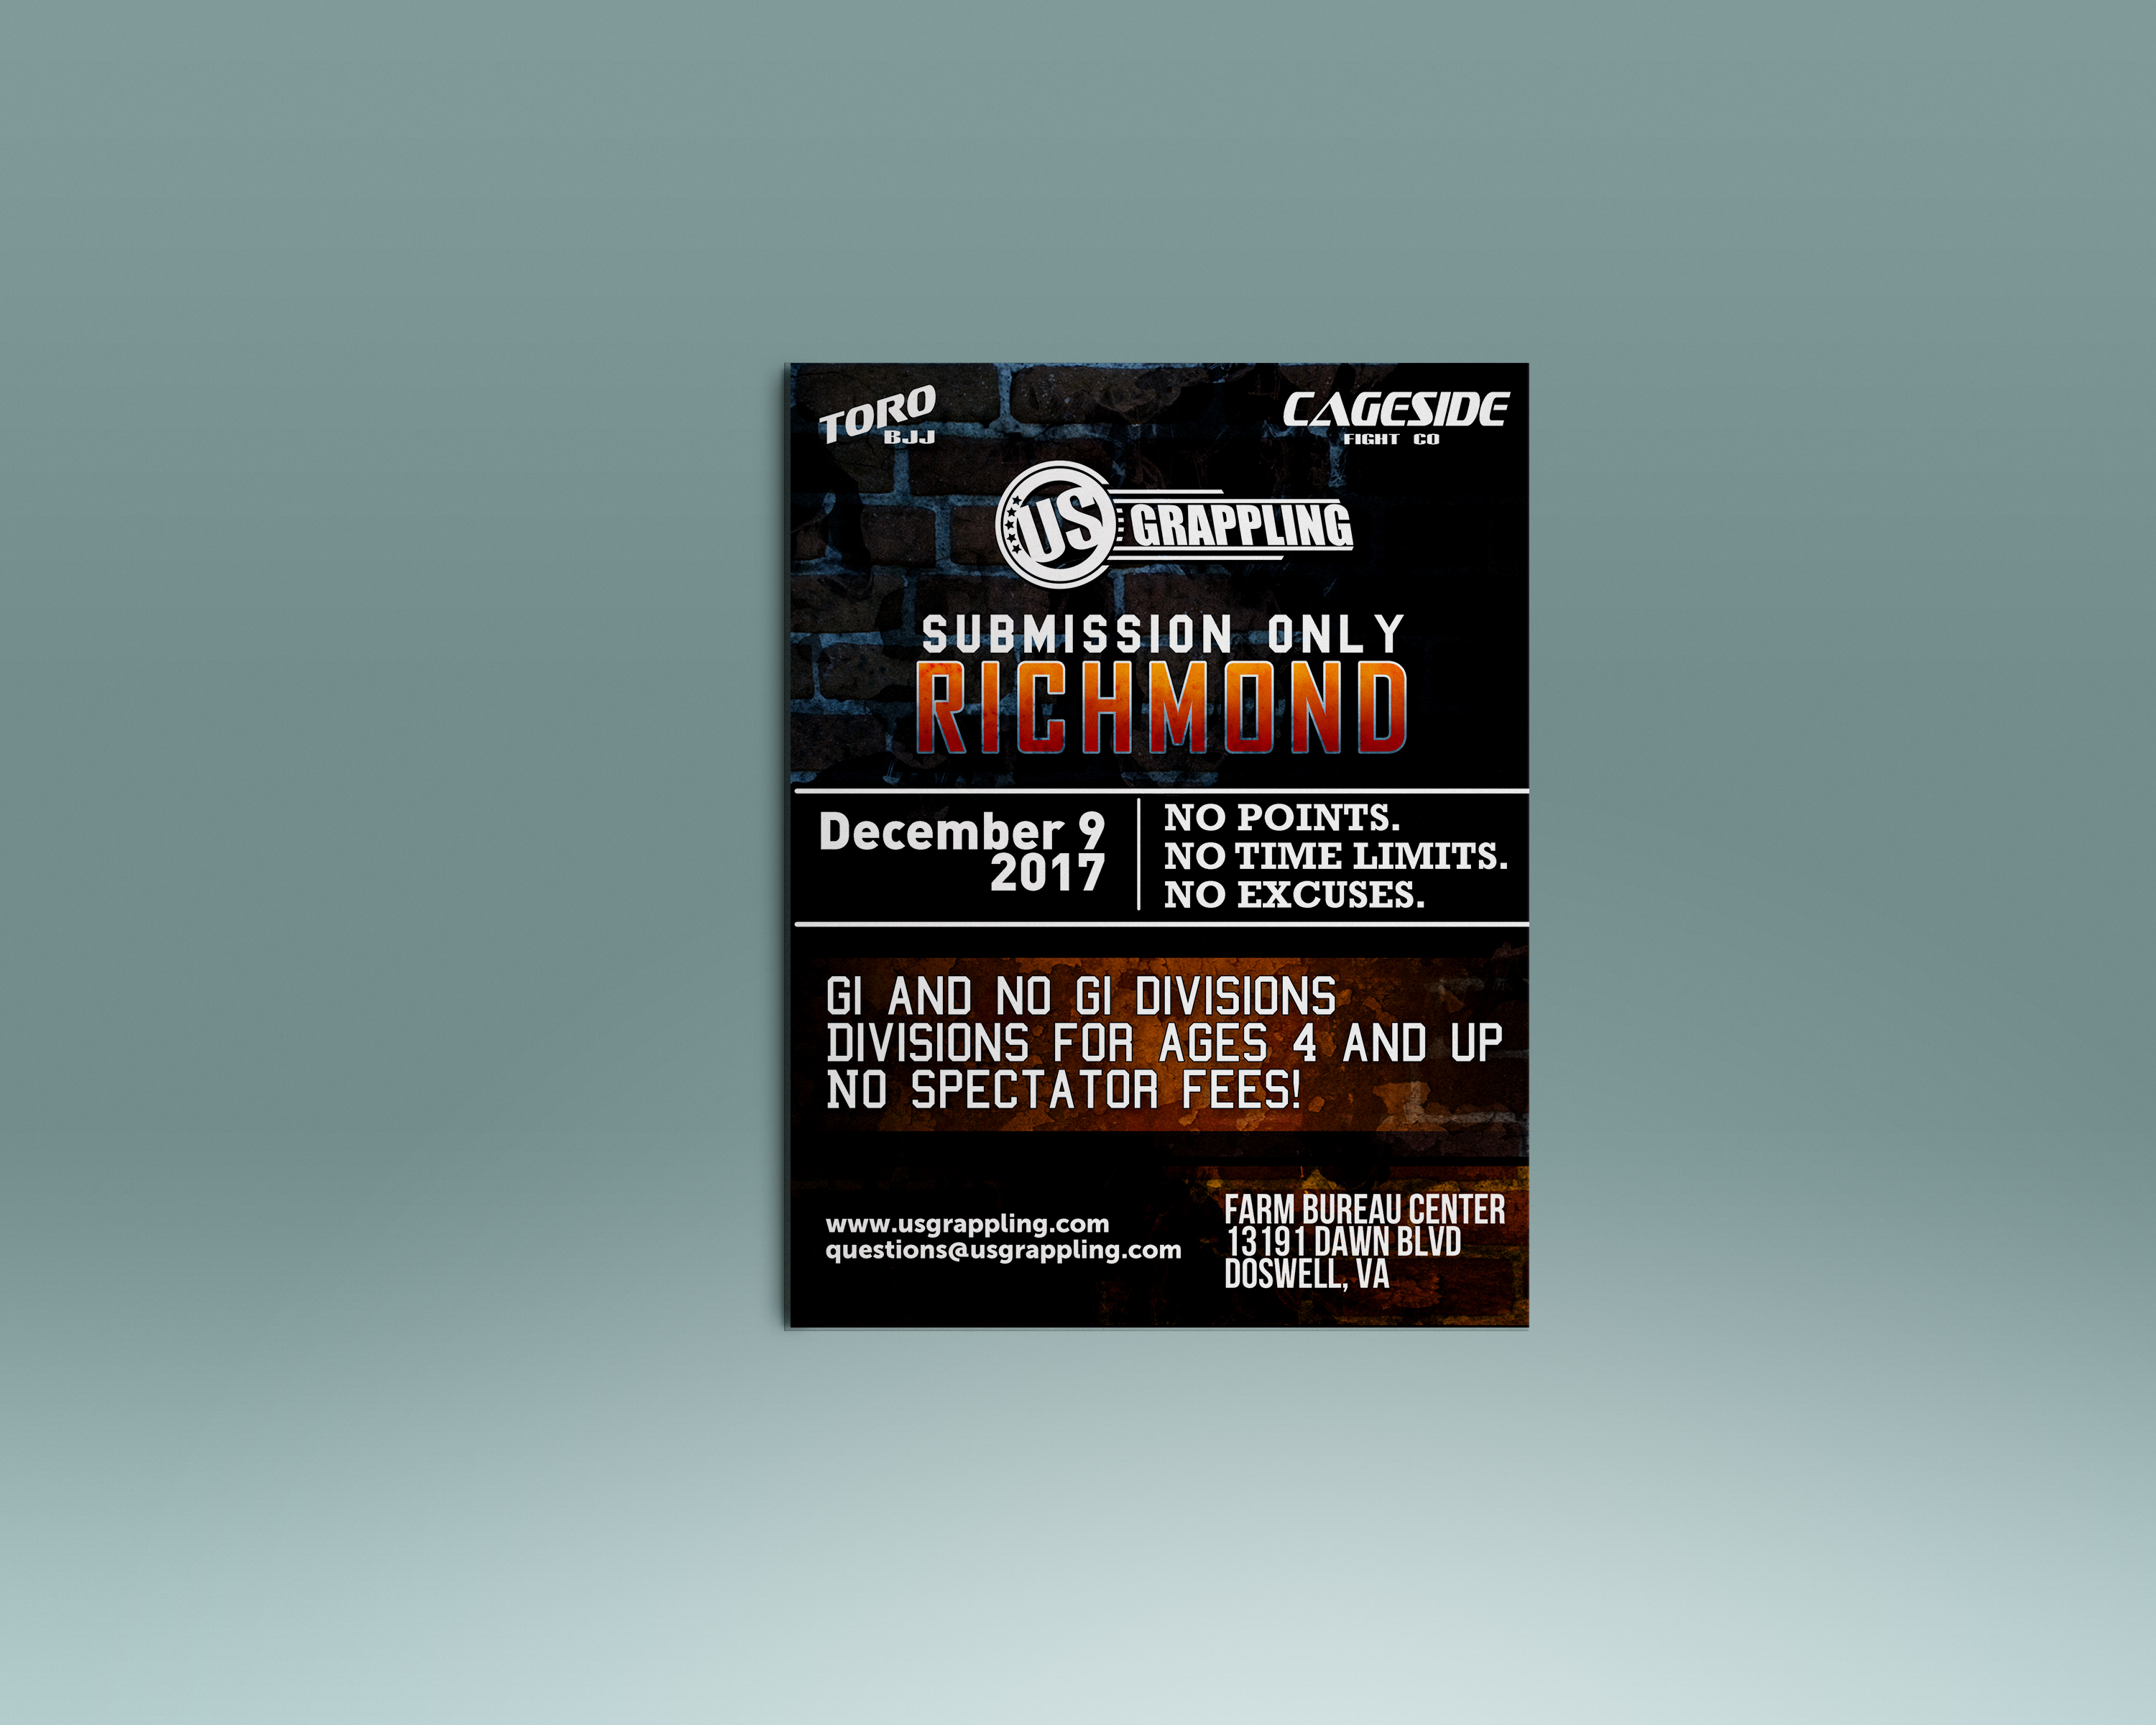 TORO
BJJ
CAGESIDE
FIGHT CO
US GRAPPLING
SUBMISSION ONLY
RICHMOND
December 9
2017
NO POINTS.
NO TIME LIMITS.
NO EXCUSES.
GI AND NO GI DIVISIONS
DIVISIONS FOR AGES 4 AND UP
NO SPECTATOR FEES!
www.usgrappling.com
questions@usgrappling.com
FARM BUREAU CENTER
13191 DAWN BLVD
DOSWELL, VA